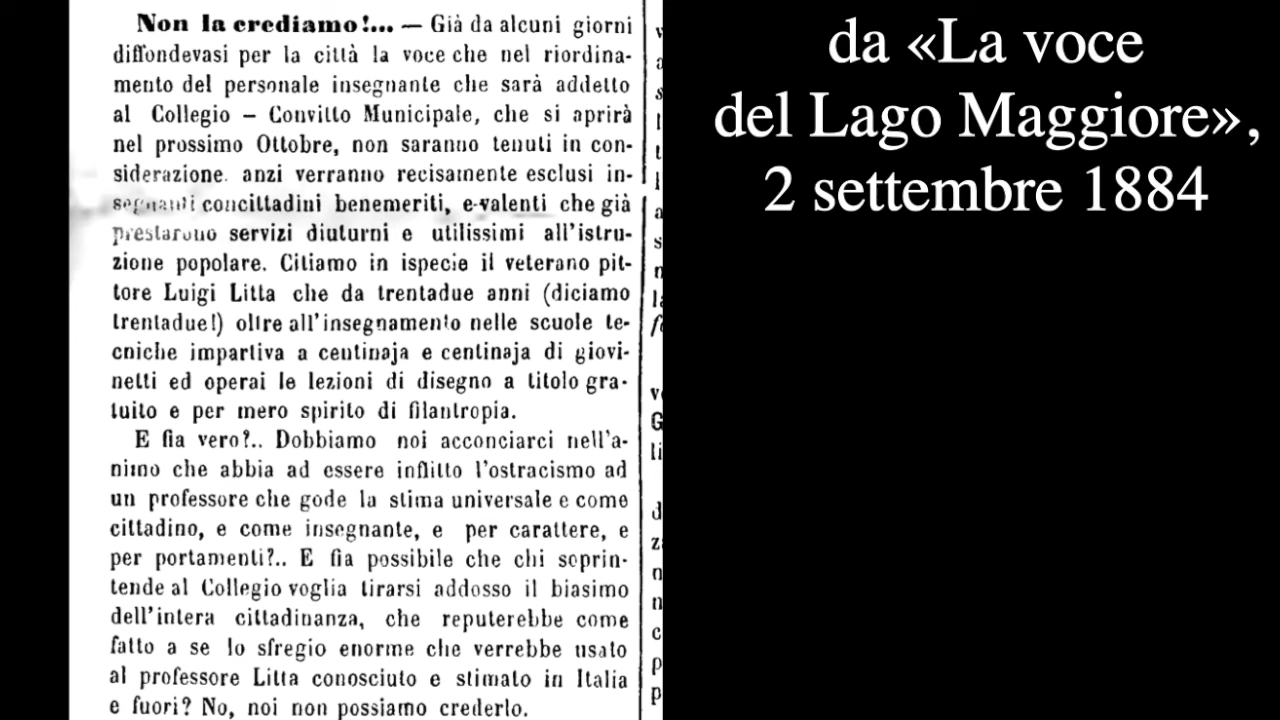 Non la crediamo!... — Già da alcuni giorni
diffondevasi per la città la voce che nel riordina-
mento del personale insegnante che sarà addetto
al Collegio – Convitto Municipale, che si aprirà
nel prossimo Ottobre, non saranno tenuti in con-
siderazione. anzi verranno recisamente esclusi in-
segnanti concittadini benemeriti, e valenti che già
prestarono servizi diuturni e utilissimi all'istru-
zione popolare. Citiamo in ispecie il veterano pit-
tore Luigi Litta che da trentadue anni (diciamo
trentadue!) oltre all'insegnamento nelle scuole te-
cniche impartiva a centinaja e centinaja di giovi-
netti ed operai le lezioni di disegno a titolo gra-
tuito e per mero spirito di filantropia.
E fia vero?.. Dobbiamo noi acconciarci nell'a-
nimo che abbia ad essere inflitto l'ostracismo ad
un professore che gode la stima universale e come
cittadino, e come insegnante, e per carattere, e
per portamenti?.. E fia possibile che chi soprin-
tende al Collegio voglia tirarsi addosso il biasimo
dell'intera cittadinanza, che reputerebbe come
fatto a se lo sfregio enorme che verrebbe usato
al professore Litta conosciuto e stimato in Italia
e fuori? No, noi non possiamo crederlo.
da «La voce
del Lago Maggiore»,
2 settembre 1884